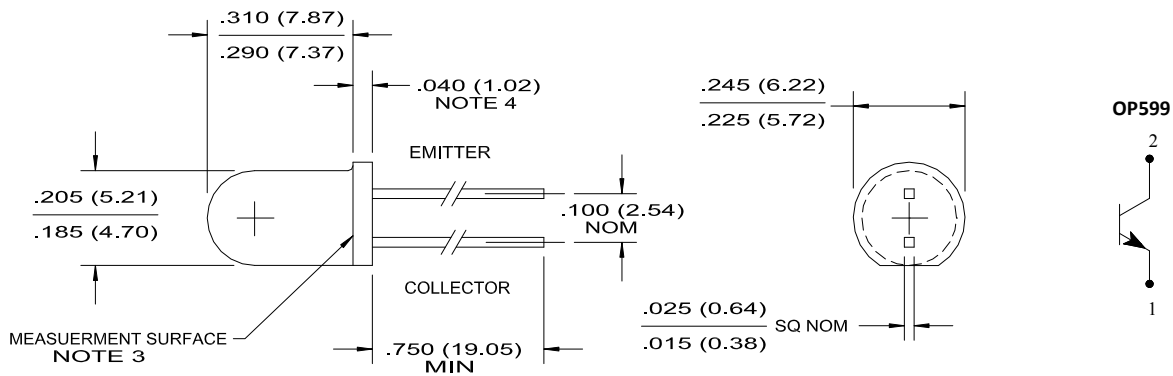 .310 (7.87)
.290 (7.37)
.040 (1.02)
NOTE 4
.245 (6.22)
.225 (5.72)
OP599
2
EMITTER
.205 (5.21)
.185 (4.70)
.100 (2.54)
NOM
COLLECTOR
.025 (0.64)
.015 (0.38)
SQ NOM
1
MEASUERMENT SURFACE
NOTE 3
.750 (19.05)
MIN